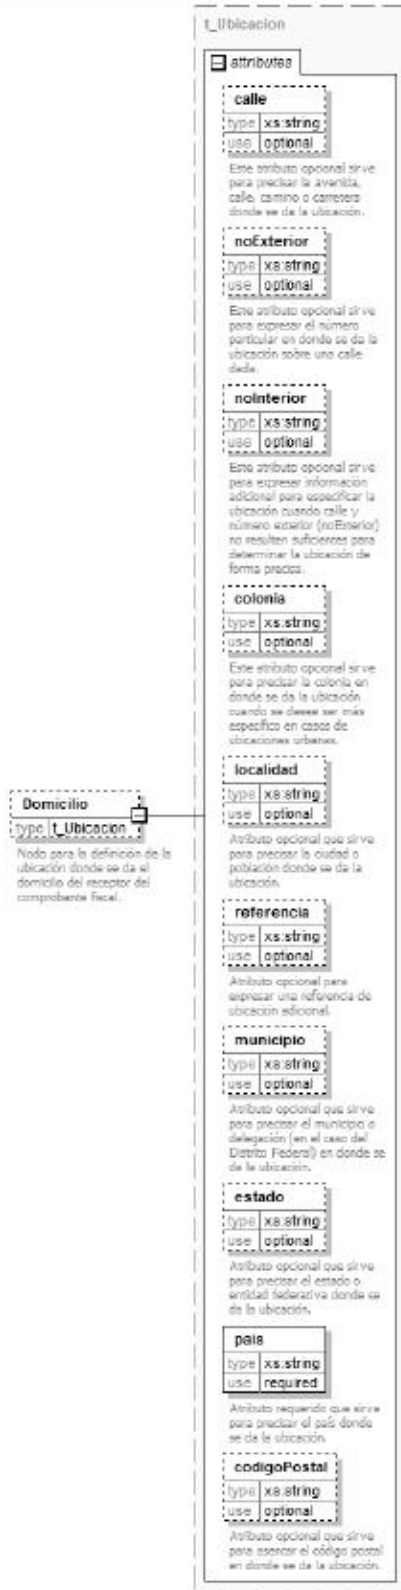 t_Ubicacion
attributes
calle
type xs:string
use optional
Este atributo opcional sirve
para precisar la avenida,
calle, camino o carretera
donde se da la ubicación.
noExterior
type xs:string
use optional
Este atributo opcional sirve
para expresar el número
particular en donde se da la
ubicación sobre una calle
dada.
noInterior
type xs:string
use optional
Este atributo opcional sirve
para expresar información
adicional para especificar la
ubicación cuando calle y
número exterior (noExterior)
no resulten suficientes para
determinar la ubicación de
forma precisa.
colonia
type xs:string
use optional
Este atributo opcional sirve
para precisar la colonia en
donde se da la ubicación
cuando se desea ser más
específico en casos de
ubicaciones urbanas.
localidad
type xs:string
use optional
Atributo opcional que sirve
para precisar la ciudad o
población donde se da la
ubicación.
Domicilio
type t_Ubicacion
Nodo para la definición de la
ubicación donde se da el
domicilio del receptor del
comprobante fiscal.
referencia
type xs:string
use optional
Atributo opcional para
expresar una referencia de
ubicación adicional.
municipio
type xs:string
use optional
Atributo opcional que sirve
para precisar el municipio o
delegación (en el caso del
Distrito Federal) en donde se
da la ubicación.
estado
type xs:string
use optional
Atributo opcional que sirve
para precisar el estado o
entidad federativa donde se
da la ubicación.
pais
type xs:string
use required
Atributo requerido que sirve
para precisar el país donde
se da la ubicación.
codigoPostal
type xs:string
use optional
Atributo opcional que sirve
para asentar el código postal
en donde se da la ubicación.